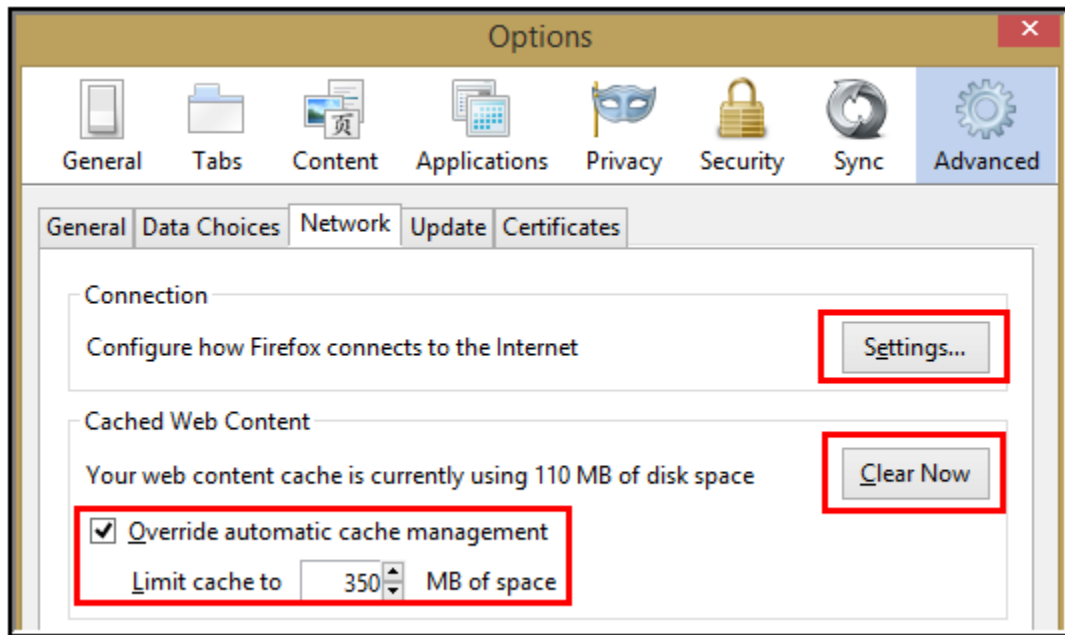 Options
页
General Tabs Content Applications Privacy Security Sync Advanced
General Data Choices Network Update Certificates
Connection
Configure how Firefox connects to the Internet Settings...
Cached Web Content
Your web content cache is currently using 110 MB of disk space Clear Now
Override automatic cache management
Limit cache to 350 MB of space